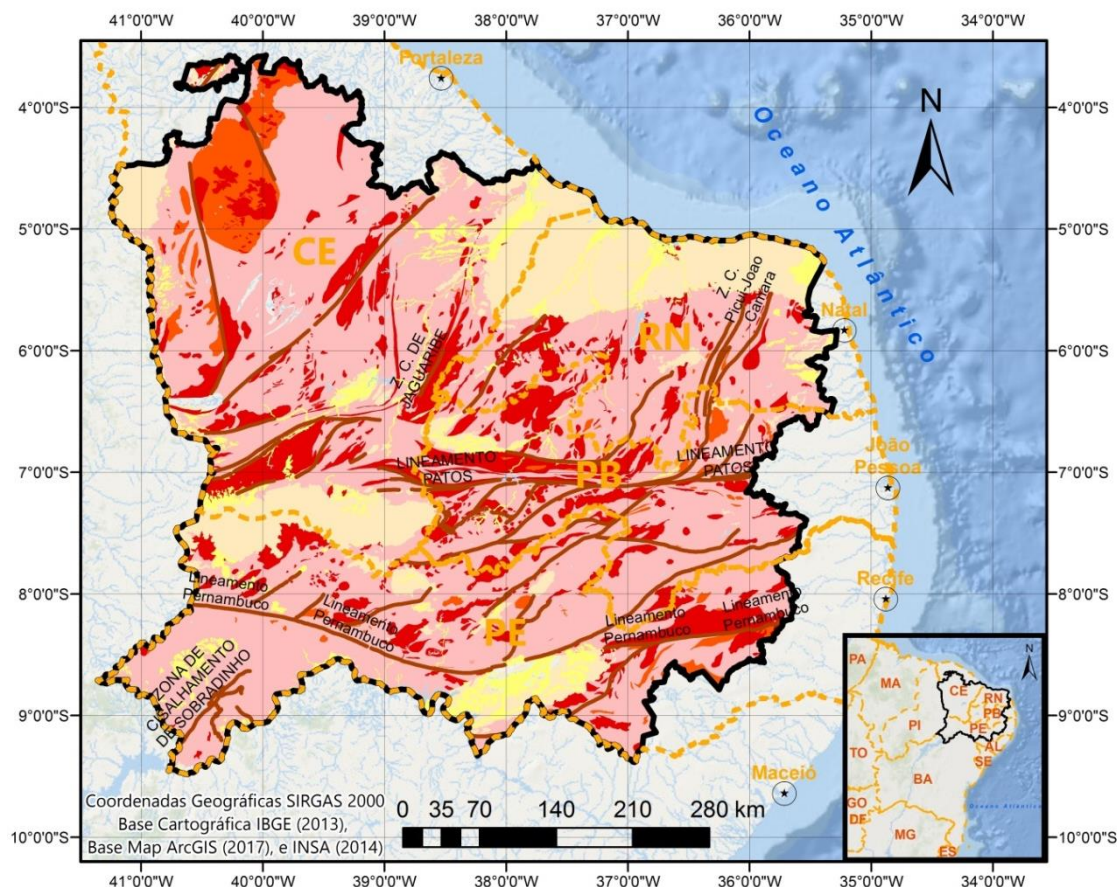 41°0'0"W 40°0'0"W 39°0'0"W 38°0'0"W 37°0'0"W 36°0'0"W 35°0'0"W 34°0'0"W
Fortaleza
4°0'0"S 4°0'0"S
N
Oceano Atlântico
5°0'0"S 5°0'0"S
CE
Z. C.
Picuí-Joao
Camara
Natal
RN
6°0'0"S 6°0'0"S
Z. C. DE
JAGUARIBE
João
Pessoa
LINEAMENTO
PATOS
LINEAMENTO
PATOS
7°0'0"S 7°0'0"S
PB
Lineamento
Pernambuco
Recife
8°0'0"S 8°0'0"S
Lineamento
Pernambuco
Lineamento
Pernambuco
Lineamento
Pernambuco
PE
ZONA DE
CISALHAMENTO
DE SOBRADINHO
9°0'0"S 9°0'0"S
Maceió
Coordenadas Geográficas SIRGAS 2000
Base Cartográfica IBGE (2013),
Base Map ArcGIS (2017), e INSA (2014)
0 35 70 140 210 280 km
10°0'0"S 10°0'0"S
N
PA
MA
CE
RN
PB
PI
PE
AL
SE
TO
BA
GO
DF
MG
ES
Oceano Atlântico
41°0'0"W 40°0'0"W 39°0'0"W 38°0'0"W 37°0'0"W 36°0'0"W 35°0'0"W 34°0'0"W